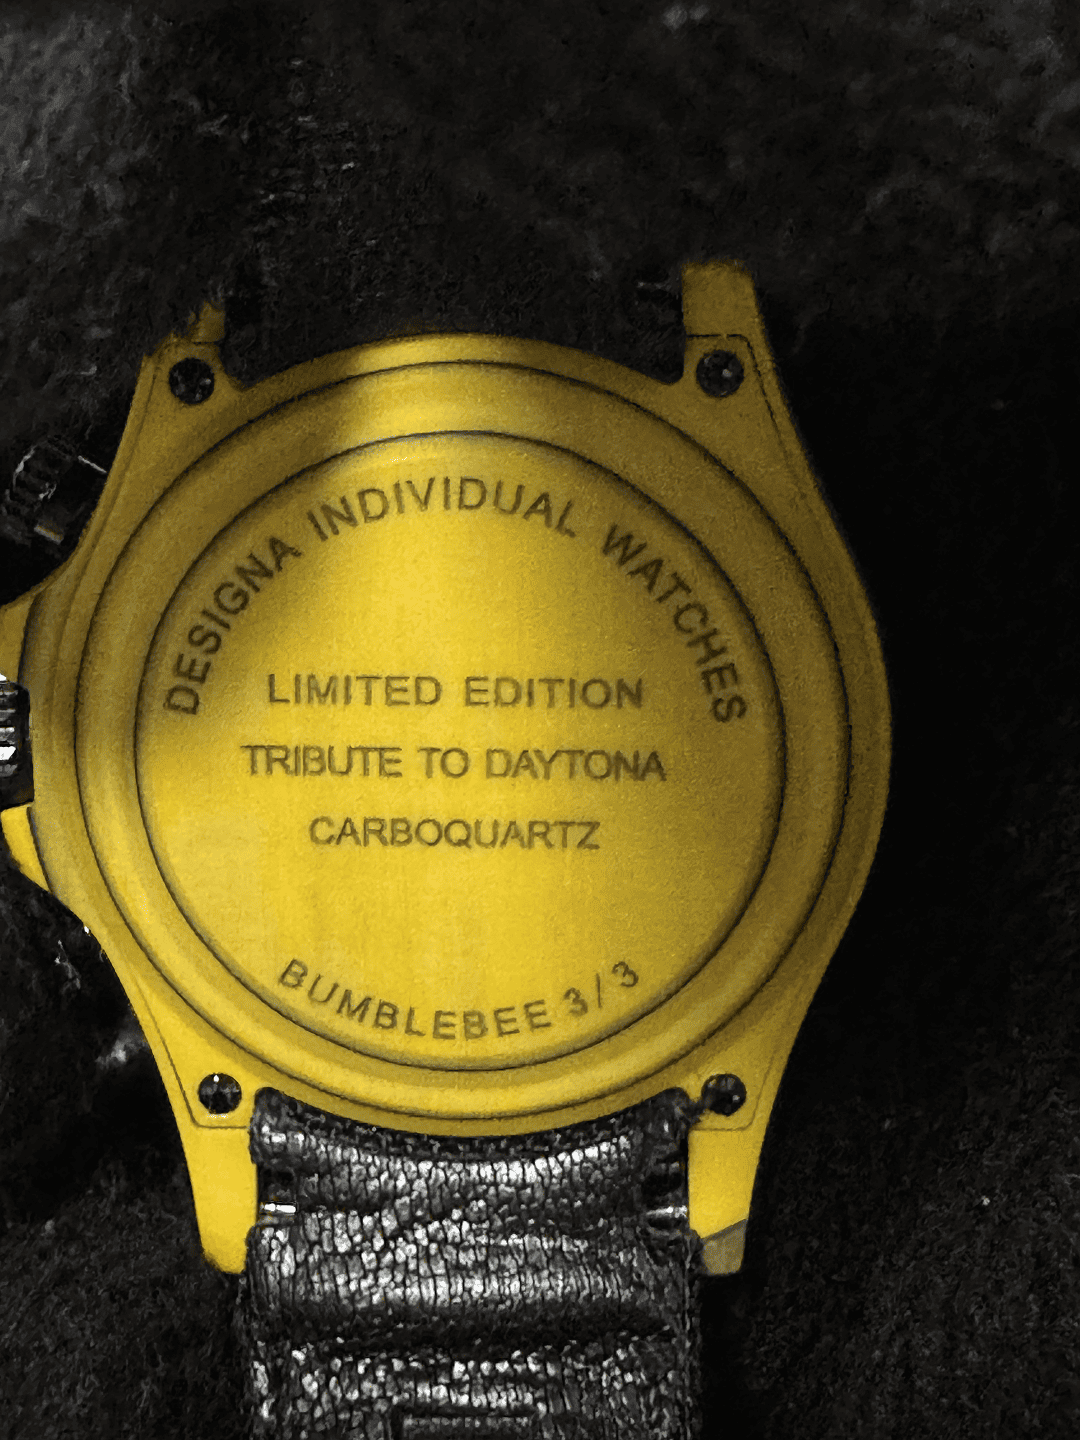 DESIGNA INDIVIDUAL WATCHES
LIMITED EDITION
TRIBUTE TO DAYTONA
CARBOQUARTZ
BUMBLEBEE 3/3